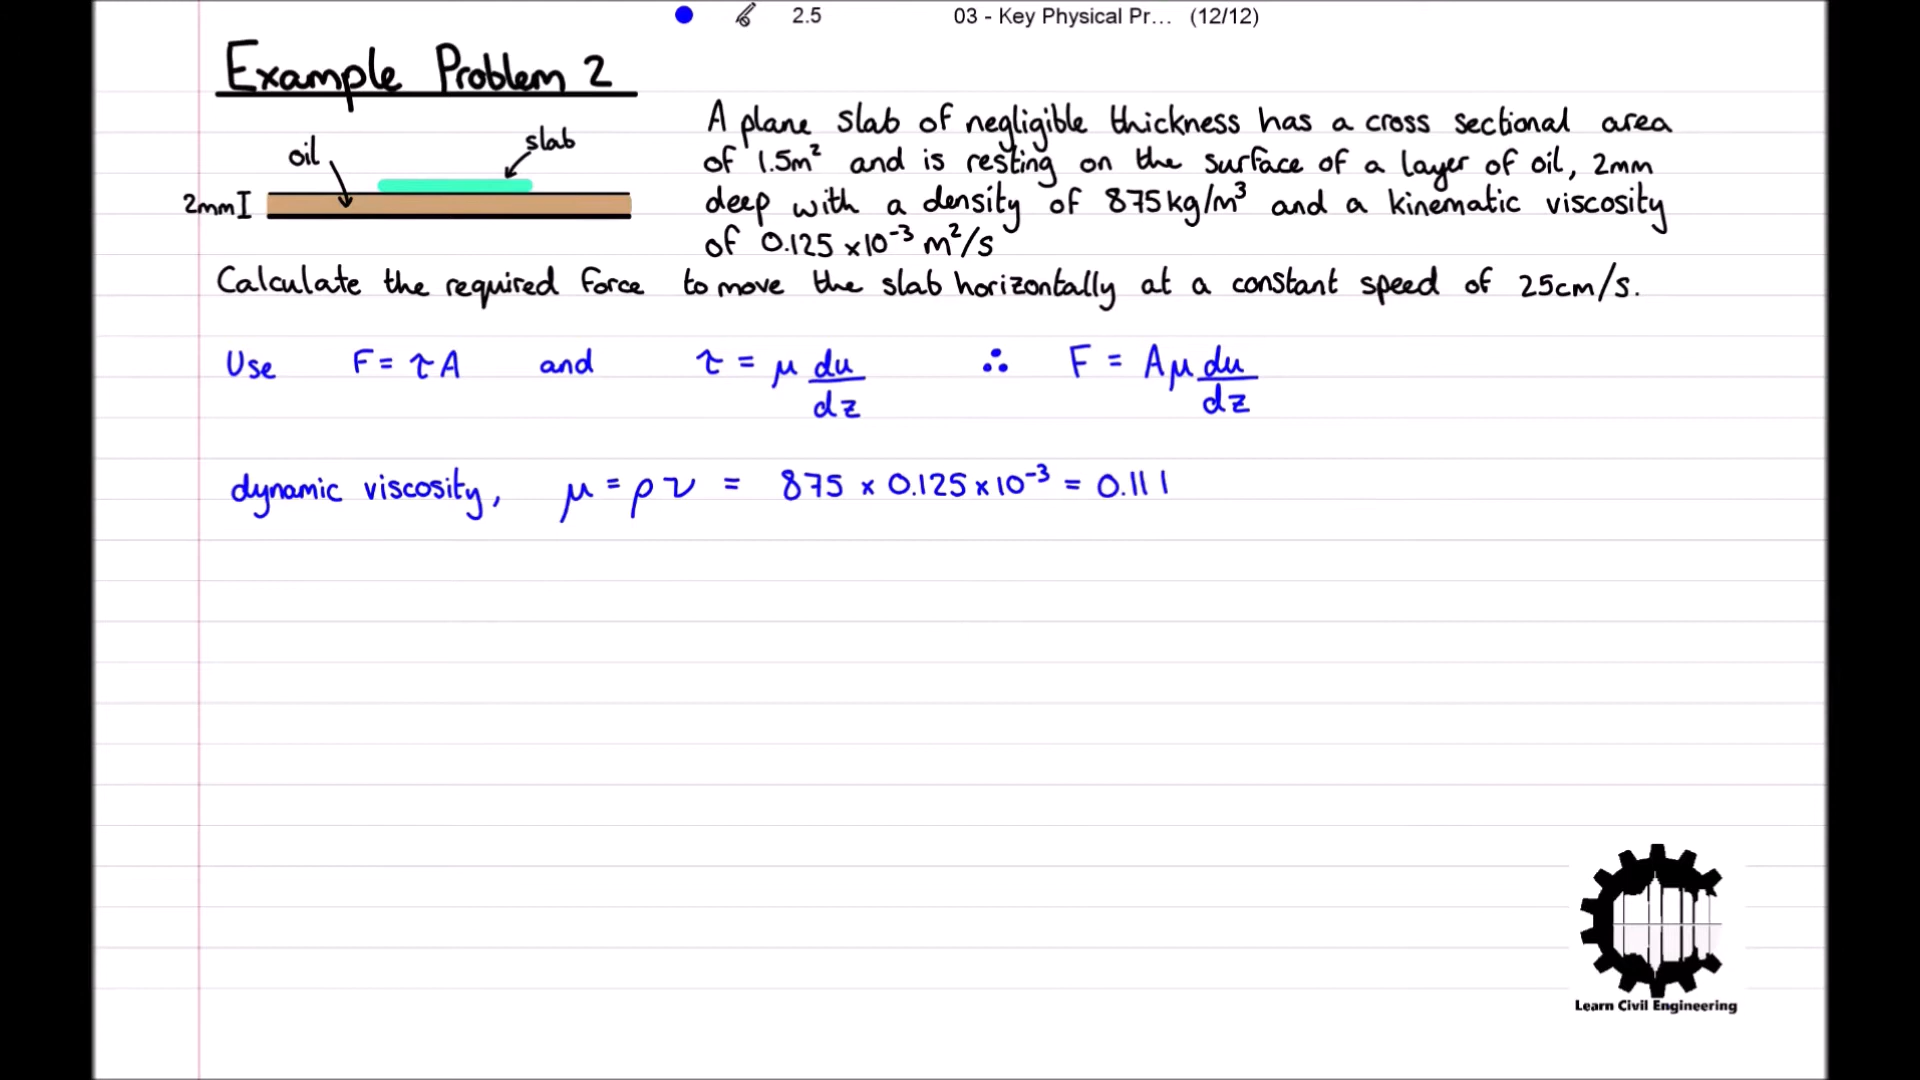 2.5 03 - Key Physical Pr... (12/12)
Example Problem 2
oil
slab
2mm
A plane slab of negligible thickness has a cross sectional area
of 1.5m² and is resting on the surface of a layer of oil, 2mm
deep with a density of 875kg/m³ and a kinematic viscosity
of 0.125 ×10⁻³ m²/s
Calculate the required force to move the slab horizontally at a constant speed of 25cm/s.
Use F = τA and τ = μ du/dz ∴ F = Aμ du/dz
dynamic viscosity, μ = ρν = 875 × 0.125 × 10⁻³ = 0.111
Learn Civil Engineering